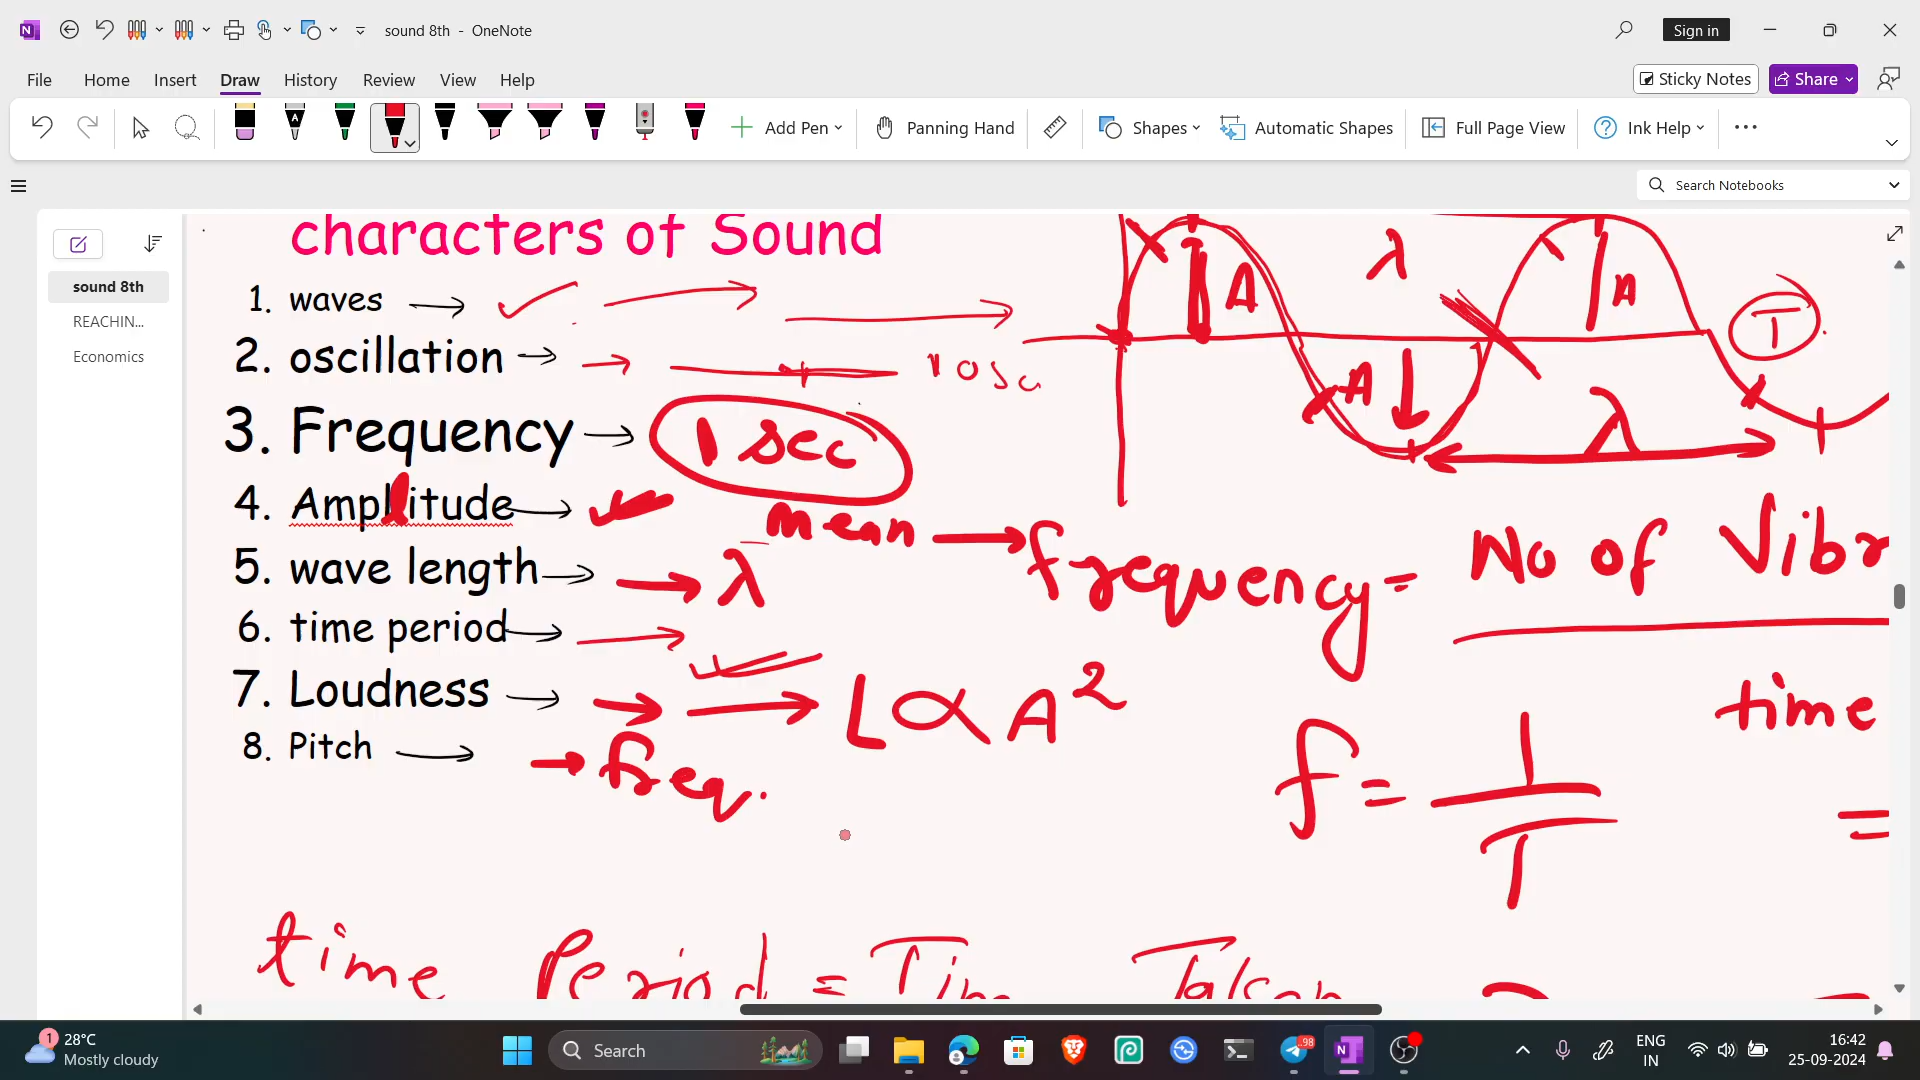 sound 8th - OneNote
Sign in
File Home Insert Draw History Review View Help
Sticky Notes Share
Add Pen Panning Hand Shapes Automatic Shapes Full Page View Ink Help
Search Notebooks
sound 8th
REACHIN...
Economics
characters of Sound
1. waves
2. oscillation
1 osc
3. Frequency
1 sec
4. Amplitude
mean
frequency = No of Vibr
time
5. wave length
λ
6. time period
7. Loudness
L ∝ A²
8. Pitch
freq.
A
λ
A
T
A
λ
f = 1
T
=
time Period = Time Taken
28°C
Mostly cloudy
Search
98
ENG
IN
16:42
25-09-2024